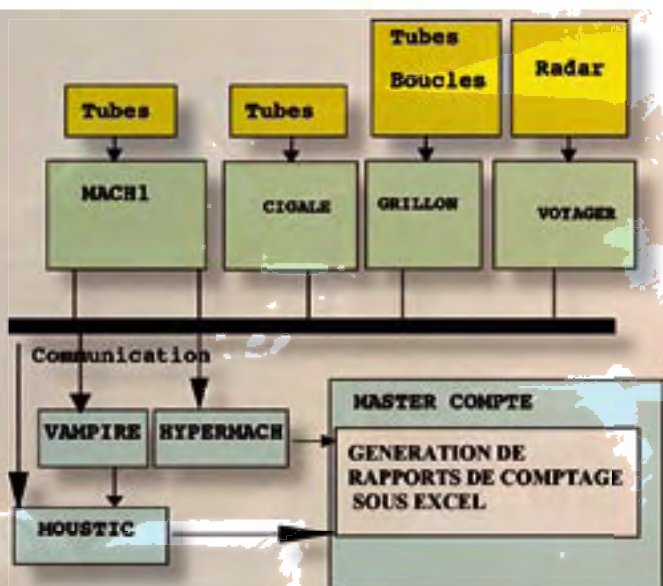 Tubes
Tubes
Tubes
Boucles
Radar
MACH1
CIGALE
GRILLON
VOYAGER
Communication
VAMPIRE
HYPERMACH
MOUSTIC
MASTER COMPTE
GENERATION DE
RAPPORTS DE COMPTAGE
SOUS EXCEL